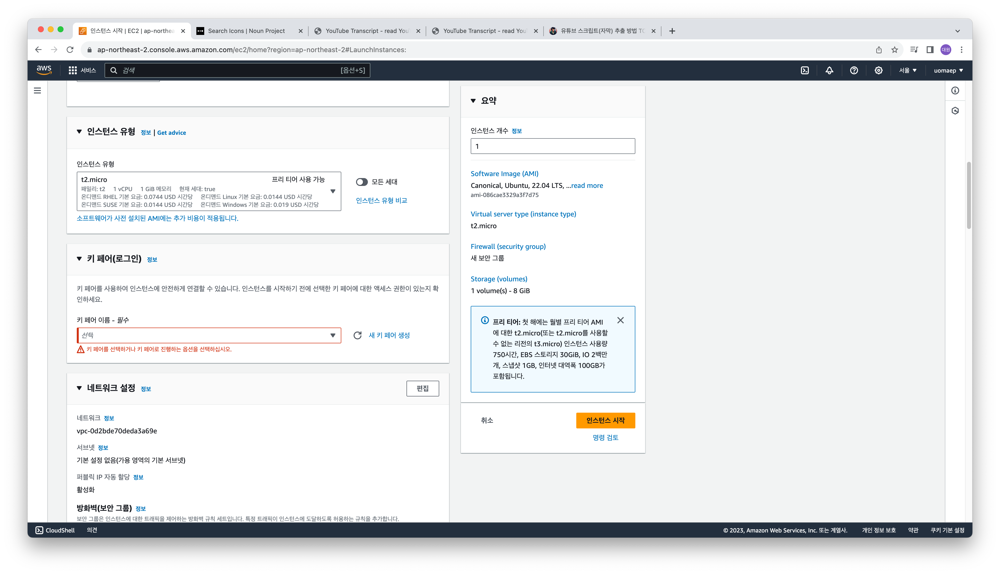 인스턴스 시작 | EC2 | ap-northea
Search Icons | Noun Project
YouTube Transcript - read You
YouTube Transcript - read You
유튜브 스크립트(자막) 추출 방법 TO
ap-northeast-2.console.aws.amazon.com/ec2/home?region=ap-northeast-2#LaunchInstances:
대원
aws
서비스
검색
[옵션+S]
서울
uomaep
인스턴스 유형 정보 | Get advice
인스턴스 유형
t2.micro 프리 티어 사용 가능
패밀리: t2 1 vCPU 1 GiB 메모리 현재 세대: true
온디맨드 RHEL 기본 요금: 0.0744 USD 시간당 온디맨드 Linux 기본 요금: 0.0144 USD 시간당
온디맨드 SUSE 기본 요금: 0.0144 USD 시간당 온디맨드 Windows 기본 요금: 0.019 USD 시간당
모든 세대
인스턴스 유형 비교
소프트웨어가 사전 설치된 AMI에는 추가 비용이 적용됩니다.
키 페어(로그인) 정보
키 페어를 사용하여 인스턴스에 안전하게 연결할 수 있습니다. 인스턴스를 시작하기 전에 선택한 키 페어에 대한 액세스 권한이 있는지 확
인하세요.
키 페어 이름 - 필수
선택
새 키 페어 생성
키 페어를 선택하거나 키 페어로 진행하는 옵션을 선택하십시오.
네트워크 설정 정보
편집
네트워크 정보
vpc-0d2bde70deda3a69e
서브넷 정보
기본 설정 없음(가용 영역의 기본 서브넷)
퍼블릭 IP 자동 할당 정보
활성화
방화벽(보안 그룹) 정보
보안 그룹은 인스턴스에 대한 트래픽을 제어하는 방화벽 규칙 세트입니다. 특정 트래픽이 인스턴스에 도달하도록 허용하는 규칙을 추가합니다.
요약
인스턴스 개수 정보
1
Software Image (AMI)
Canonical, Ubuntu, 22.04 LTS, ...read more
ami-086cae3329a3f7d75
Virtual server type (instance type)
t2.micro
Firewall (security group)
새 보안 그룹
Storage (volumes)
1 volume(s) - 8 GiB
프리 티어: 첫 해에는 월별 프리 티어 AMI
에 대한 t2.micro(또는 t2.micro를 사용할
수 없는 리전의 t3.micro) 인스턴스 사용량
750시간, EBS 스토리지 30GiB, IO 2백만
개, 스냅샷 1GB, 인터넷 대역폭 100GB가
포함됩니다.
취소
인스턴스 시작
명령 검토
CloudShell
의견
© 2023, Amazon Web Services, Inc. 또는 계열사.
개인 정보 보호
약관
쿠키 기본 설정